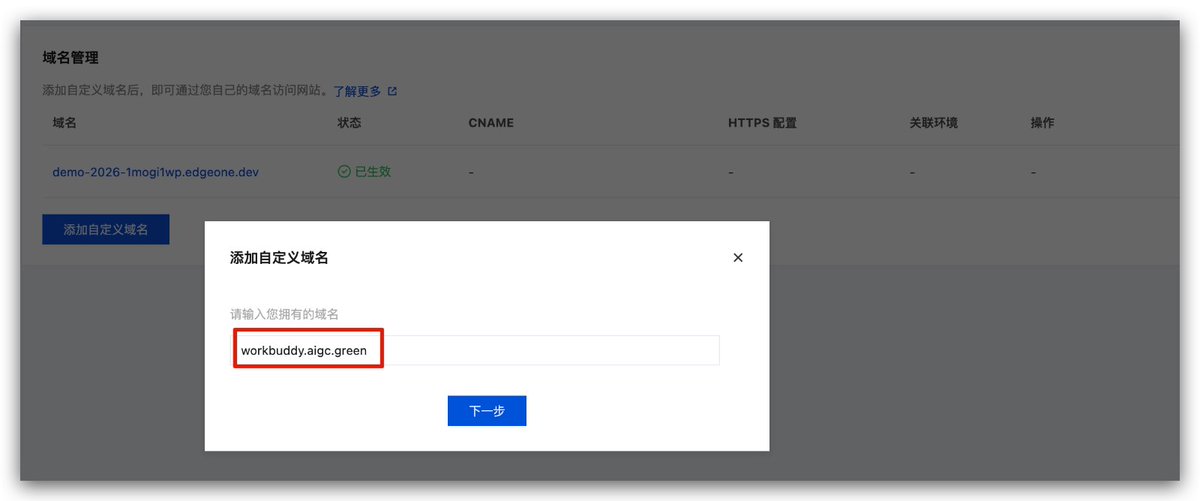 域名管理
添加自定义域名后，即可通过您自己的域名访问网站。了解更多
域名 状态 CNAME HTTPS 配置 关联环境 操作
demo-2026-1mogi1wp.edgeone.dev 已生效 - - - -
添加自定义域名
添加自定义域名
请输入您拥有的域名
workbuddy.aigc.green
下一步